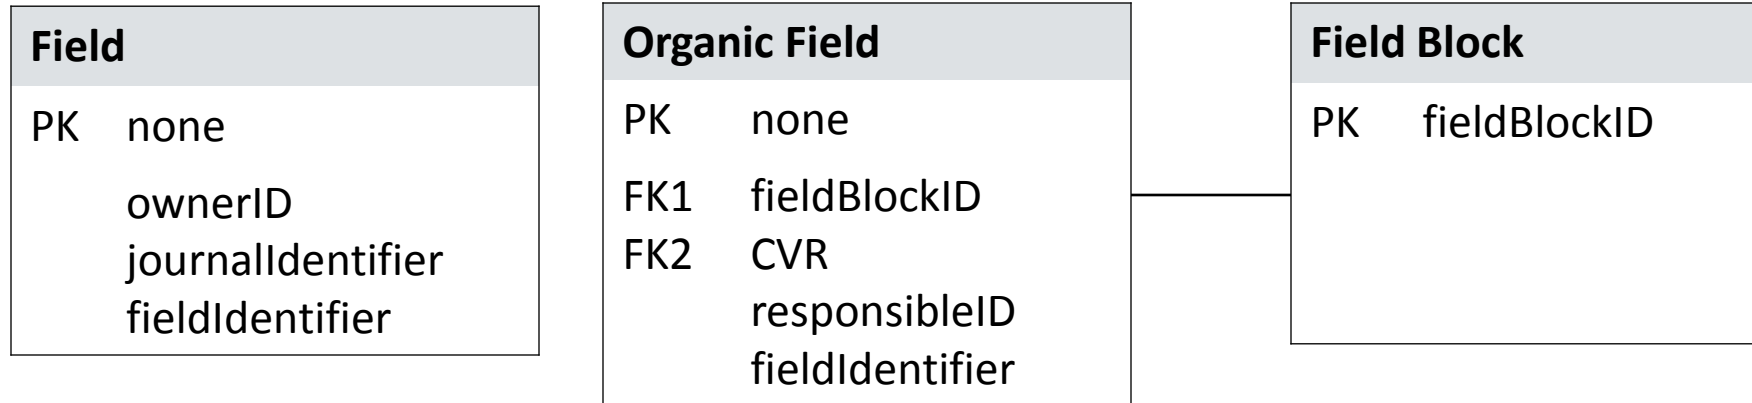 Field
PK none
ownerID
journalIdentifier
fieldIdentifier
Organic Field
PK none
FK1 fieldBlockID
FK2 CVR
responsibleID
fieldIdentifier
Field Block
PK fieldBlockID